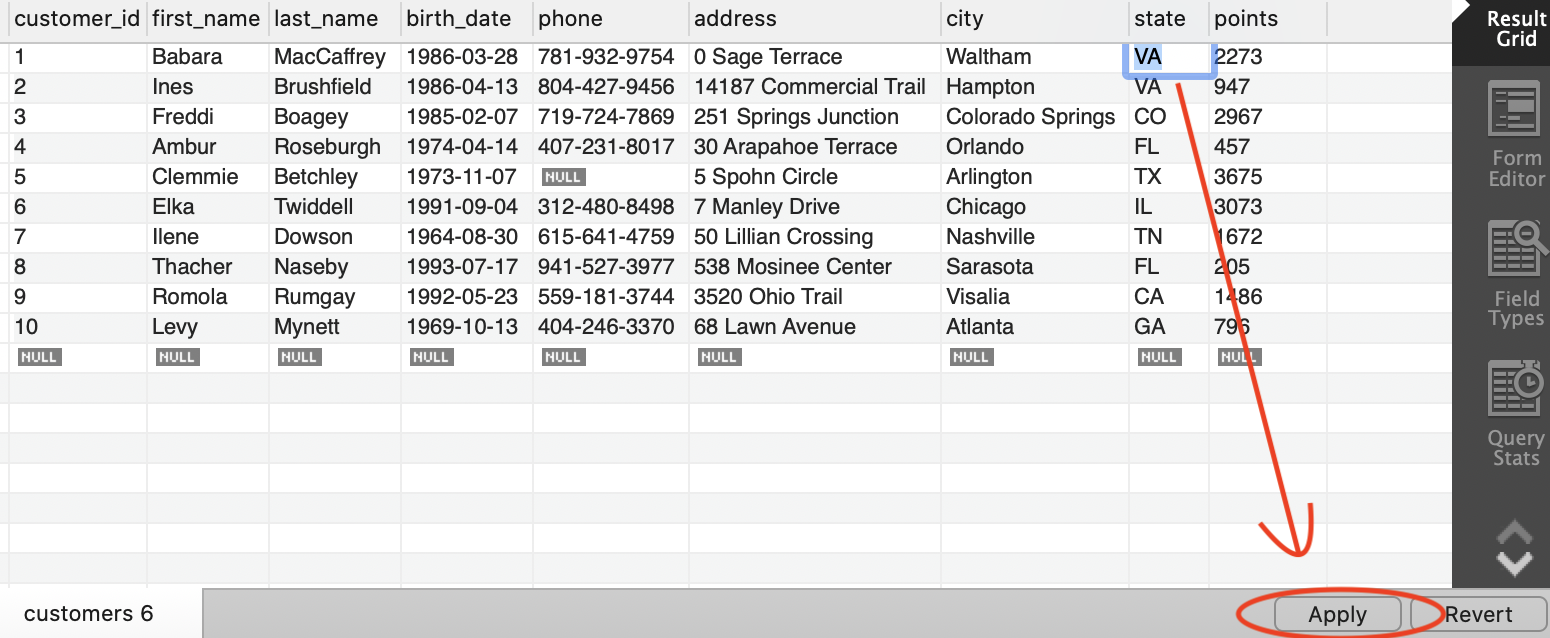 customer_id first_name last_name birth_date phone address city state points
1 Babara MacCaffrey 1986-03-28 781-932-9754 0 Sage Terrace Waltham VA 2273
2 Ines Brushfield 1986-04-13 804-427-9456 14187 Commercial Trail Hampton VA 947
3 Freddi Boagey 1985-02-07 719-724-7869 251 Springs Junction Colorado Springs CO 2967
4 Ambur Roseburgh 1974-04-14 407-231-8017 30 Arapahoe Terrace Orlando FL 457
5 Clemmie Betchley 1973-11-07 NULL 5 Spohn Circle Arlington TX 3675
6 Elka Twiddell 1991-09-04 312-480-8498 7 Manley Drive Chicago IL 3073
7 Ilene Dowson 1964-08-30 615-641-4759 50 Lillian Crossing Nashville TN 1672
8 Thacher Naseby 1993-07-17 941-527-3977 538 Mosinee Center Sarasota FL 205
9 Romola Rumgay 1992-05-23 559-181-3744 3520 Ohio Trail Visalia CA 1486
10 Levy Mynett 1969-10-13 404-246-3370 68 Lawn Avenue Atlanta GA 796
NULL NULL NULL NULL NULL NULL NULL NULL NULL
Result
Grid
Form
Editor
Field
Types
Query
Stats
customers 6
Apply Revert